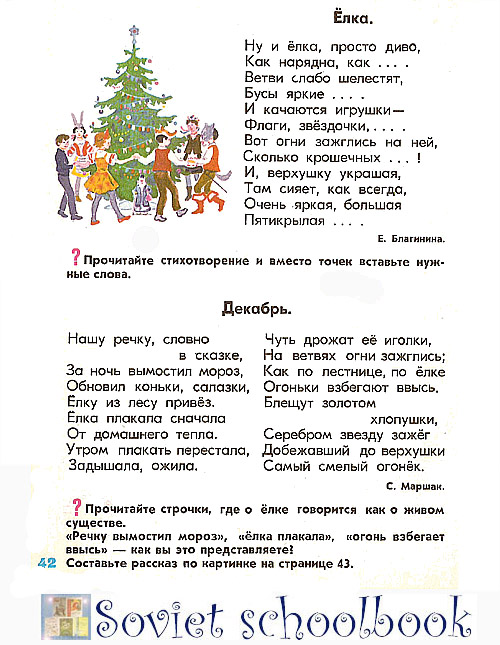 Ёлка.
Ну и ёлка, просто диво,
Как нарядна, как . . . .
Ветви слабо шелестят,
Бусы яркие . . . .
И качаются игрушки—
Флаги, звёздочки, . . . .
Вот огни зажглись на ней,
Сколько крошечных . . . !
И, верхушку украшая,
Там сияет, как всегда,
Очень яркая, большая
Пятикрылая . . . .
Е. Благинина.
? Прочитайте стихотворение и вместо точек вставьте нуж-
ные слова.
Декабрь.
Нашу речку, словно
в сказке,
За ночь вымостил мороз,
Обновил коньки, салазки,
Ёлку из лесу привёз.
Ёлка плакала сначала
От домашнего тепла.
Утром плакать перестала,
Задышала, ожила.
Чуть дрожат её иголки,
На ветвях огни зажглись;
Как по лестнице, по ёлке
Огоньки взбегают ввысь.
Блещут золотом
хлопушки,
Серебром звезду зажёг
Добежавший до верхушки
Самый смелый огонёк.
С. Маршак.
? Прочитайте строчки, где о ёлке говорится как о живом
существе.
«Речку вымостил мороз», «ёлка плакала», «огонь взбегает
ввысь» — как вы это представляете?
42 Составьте рассказ по картинке на странице 43.
Soviet schoolbook